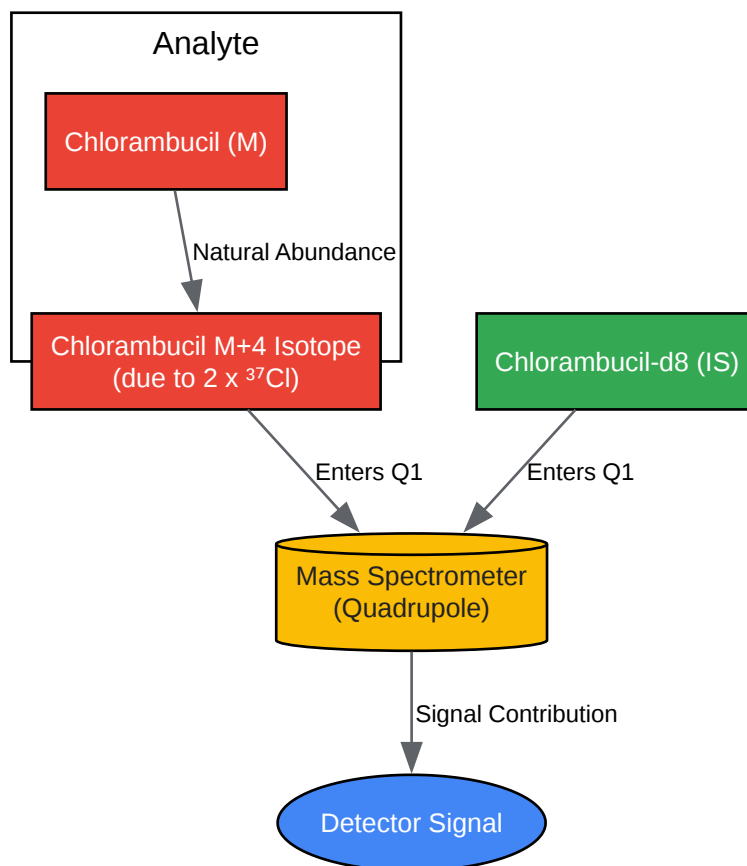 Analyte
Chlorambucil (M)
Natural Abundance
Chlorambucil M+4 Isotope
(due to 2 x ³⁷Cl)
Chlorambucil-d8 (IS)
Enters Q1
Enters Q1
Mass Spectrometer
(Quadrupole)
Signal Contribution
Detector Signal